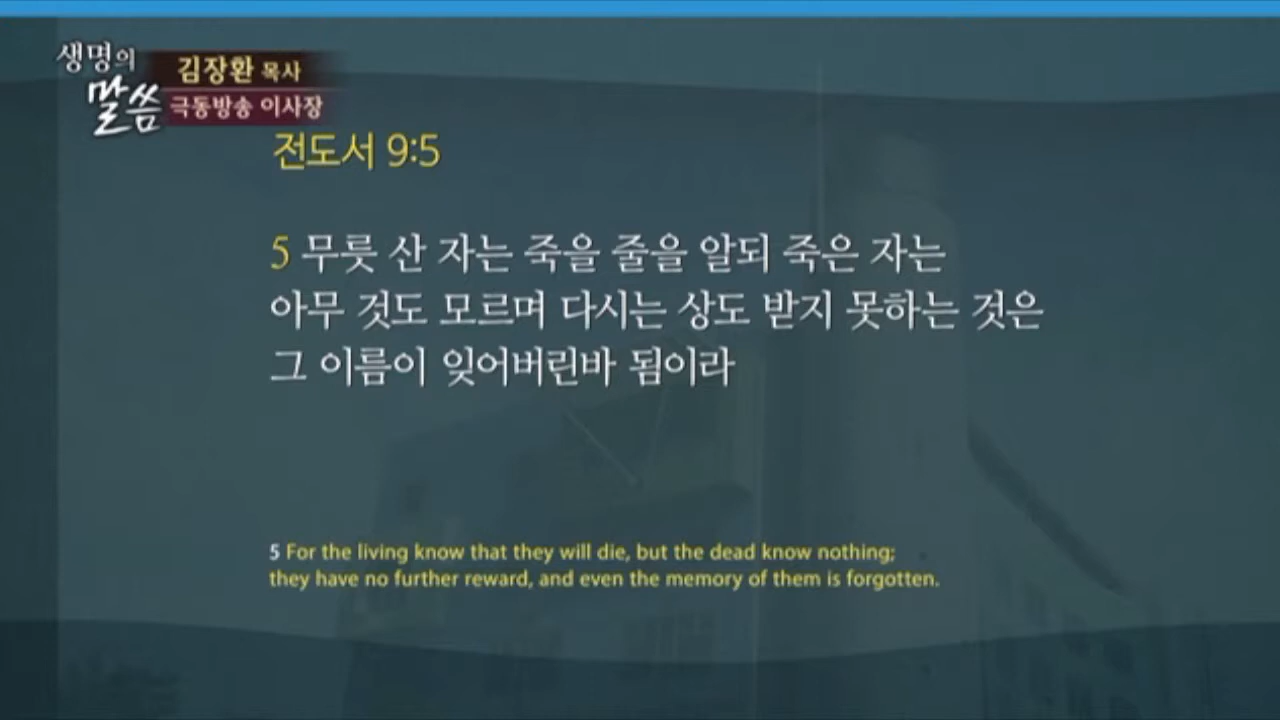 생명의
말씀
김장환 목사
극동방송 이사장
전도서 9:5
5 무릇 산 자는 죽을 줄을 알되 죽은 자는
아무 것도 모르며 다시는 상도 받지 못하는 것은
그 이름이 잊어버린바 됨이라
5 For the living know that they will die, but the dead know nothing;
they have no further reward, and even the memory of them is forgotten.